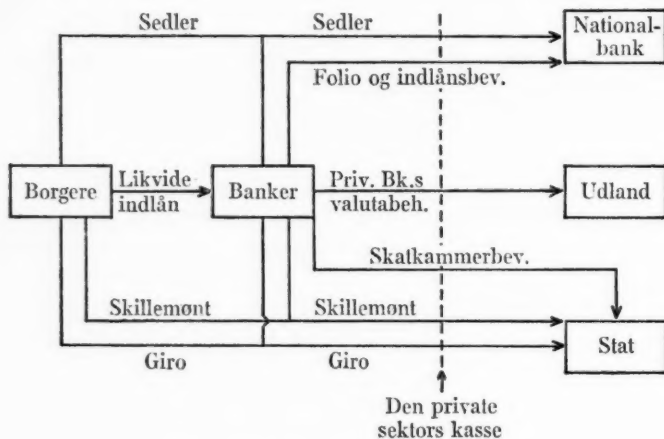 Sedler
Sedler
National-
bank
Folio og indlånsbev.
Borgere
Likvide
indlån
Banker
Priv. Bk.s
valutabeh.
Udland
Skatkammerbev.
Skillemønt
Skillemønt
Stat
Giro
Giro
Den private
sektors kasse